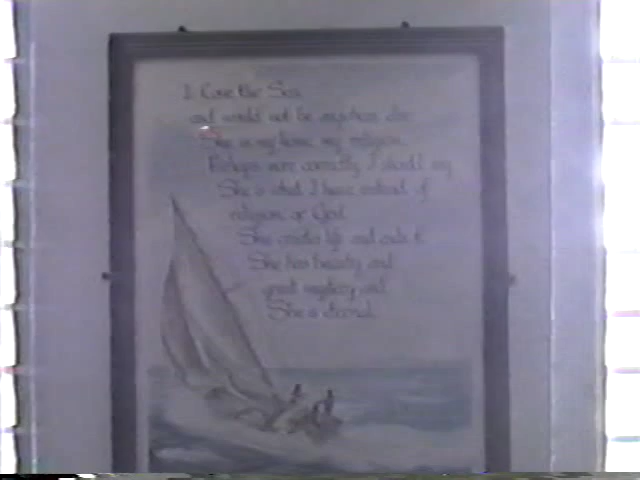 I Love the Sea,
and would not be anywhere else.
She is my home, my religion.
Perhaps more correctly, I should say
She is what I have instead of
religion or God.
She creates life and ends it.
She has beauty and
great mystery and
She is eternal.